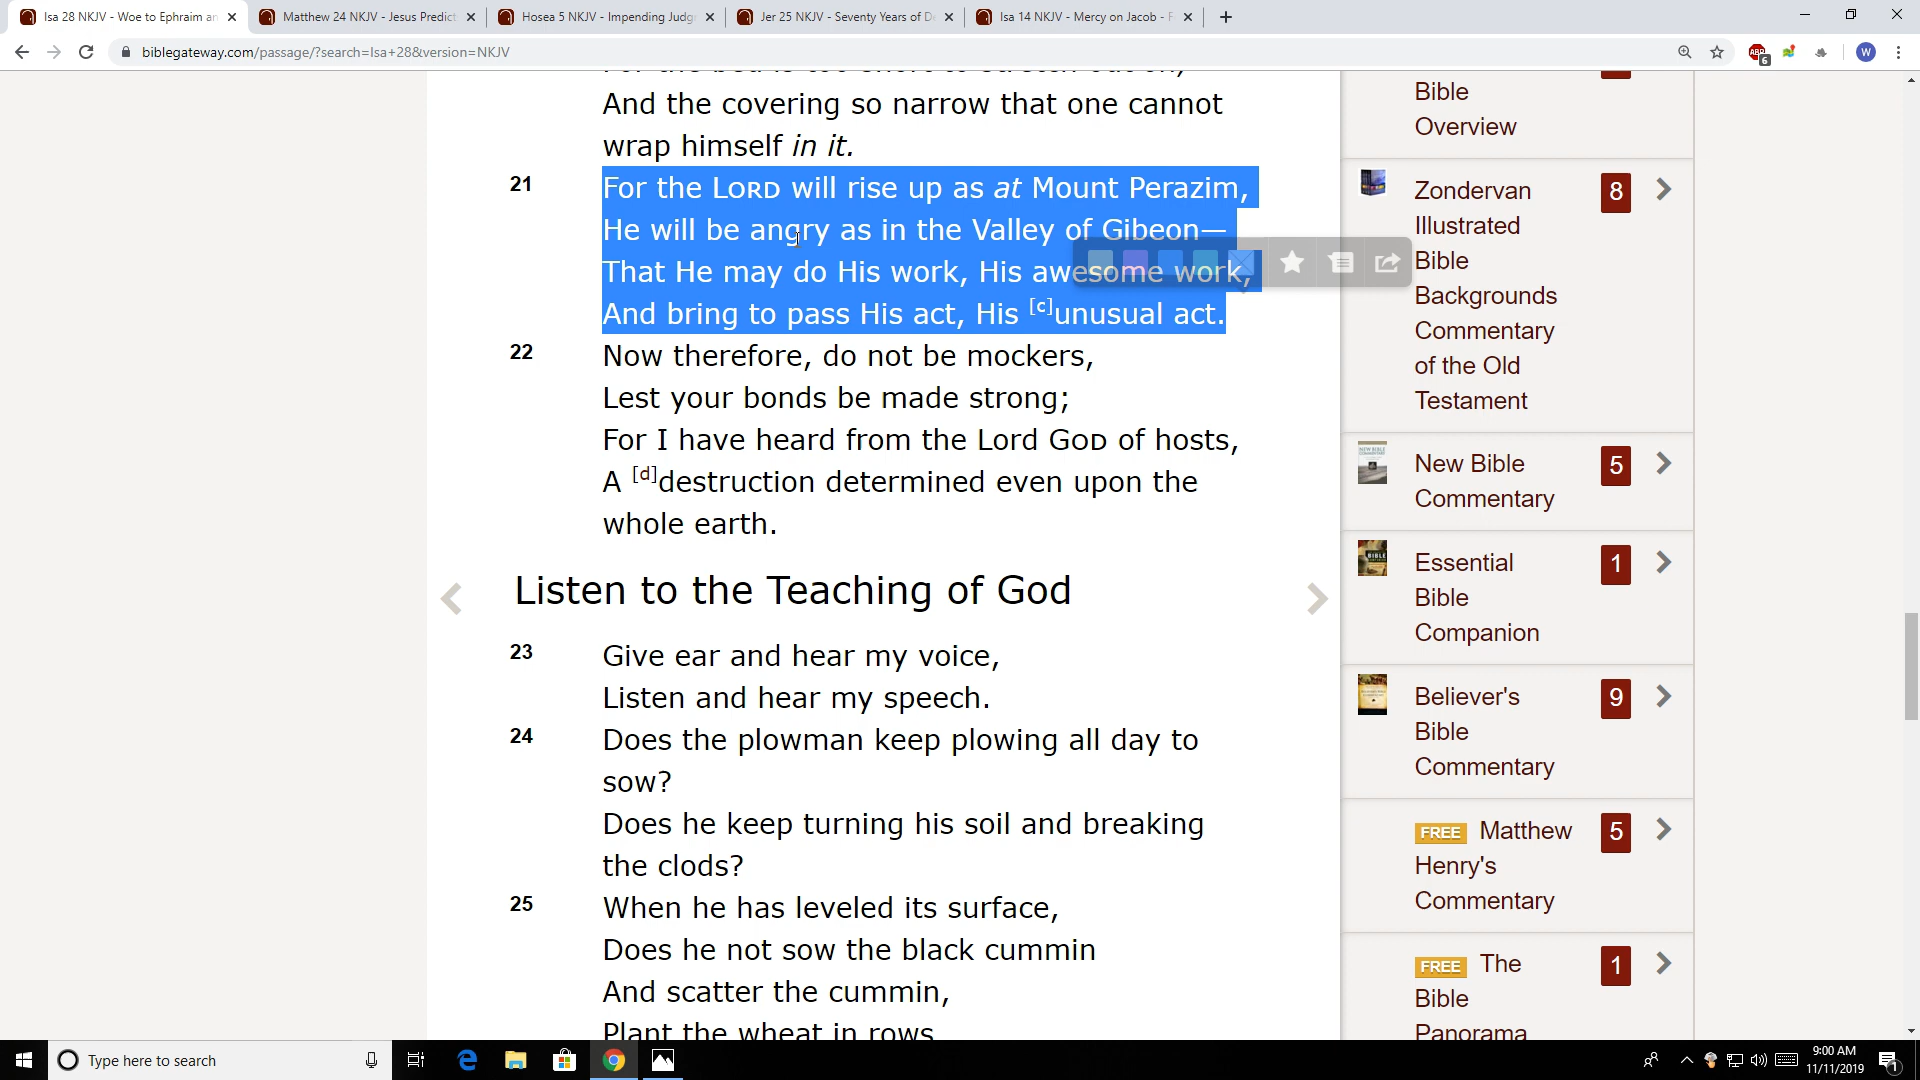 Isa 28 NKJV - Woe to Ephraim an
Matthew 24 NKJV - Jesus Predict
Hosea 5 NKJV - Impending Judg
Jer 25 NKJV - Seventy Years of D
Isa 14 NKJV - Mercy on Jacob - F
biblegateway.com/passage/?search=Isa+28&version=NKJV
ABP
6
W
And the covering so narrow that one cannot
wrap himself in it.
21 For the LORD will rise up as at Mount Perazim,
He will be angry as in the Valley of Gibeon—
That He may do His work, His awesome work,
And bring to pass His act, His [c]unusual act.
22 Now therefore, do not be mockers,
Lest your bonds be made strong;
For I have heard from the Lord GOD of hosts,
A [d]destruction determined even upon the
whole earth.
Listen to the Teaching of God
23 Give ear and hear my voice,
Listen and hear my speech.
24 Does the plowman keep plowing all day to
sow?
Does he keep turning his soil and breaking
the clods?
25 When he has leveled its surface,
Does he not sow the black cummin
And scatter the cummin,
Plant the wheat in rows
Bible
Overview
Zondervan 8
Illustrated
Bible
Backgrounds
Commentary
of the Old
Testament
New Bible 5
Commentary
Essential 1
Bible
Companion
Believer's 9
Bible
Commentary
FREE Matthew 5
Henry's
Commentary
FREE The 1
Bible
Panorama
Type here to search
9:00 AM
11/11/2019
1